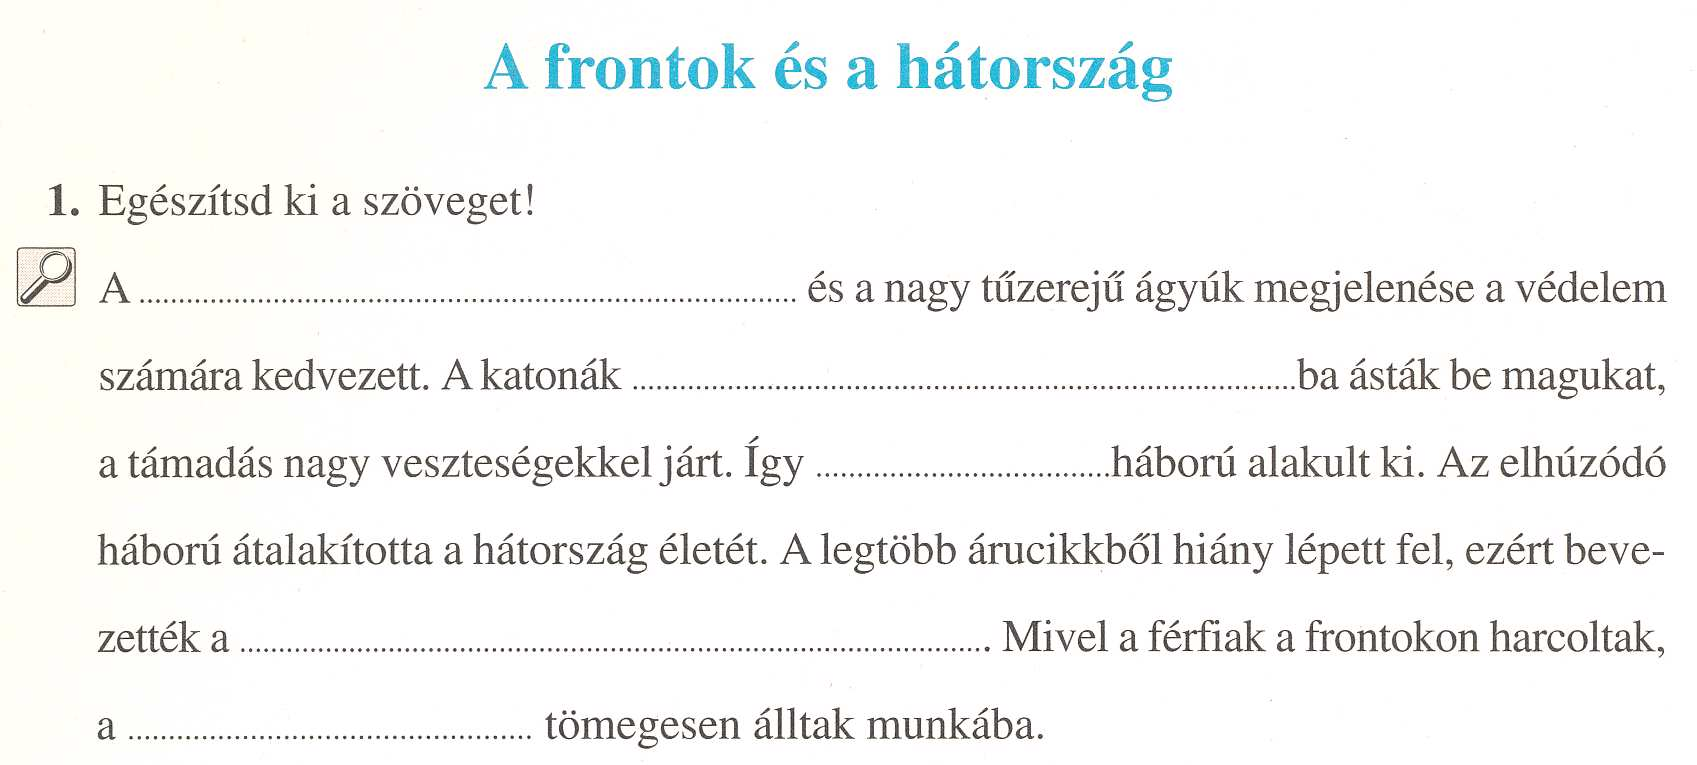 A frontok és a hátország
1. Egészítsd ki a szöveget!
A ........................ és a nagy tűzerejű ágyúk megjelenése a védelem
számára kedvezett. A katonák ........................ba ásták be magukat,
a támadás nagy veszteségekkel járt. Így ................háború alakult ki. Az elhúzódó
háború átalakította a hátország életét. A legtöbb árucikkből hiány lépett fel, ezért beve-
zették a ......................... Mivel a férfiak a frontokon harcoltak,
a .................... tömegesen álltak munkába.